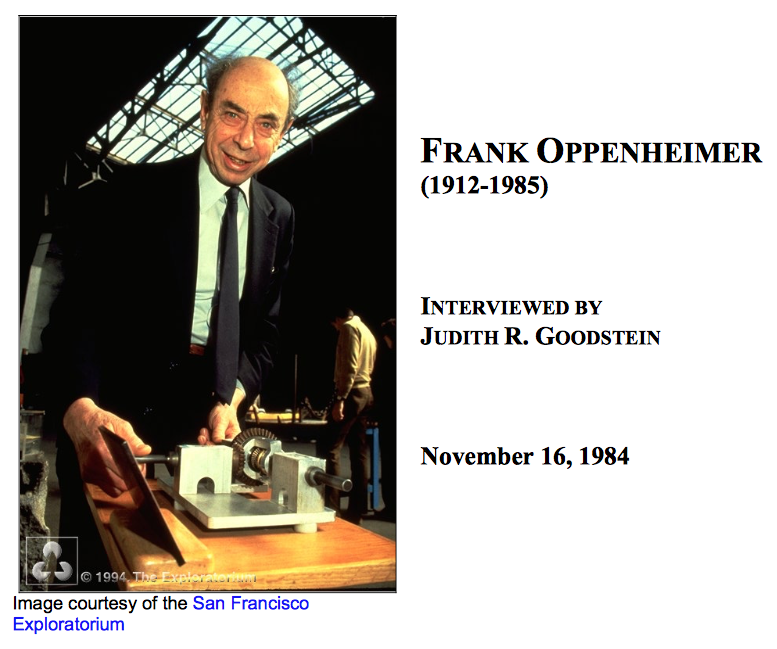 FRANK OPPENHEIMER
(1912-1985)
INTERVIEWED BY
JUDITH R. GOODSTEIN
November 16, 1984
© 1994, The Exploratorium
Image courtesy of the San Francisco
Exploratorium